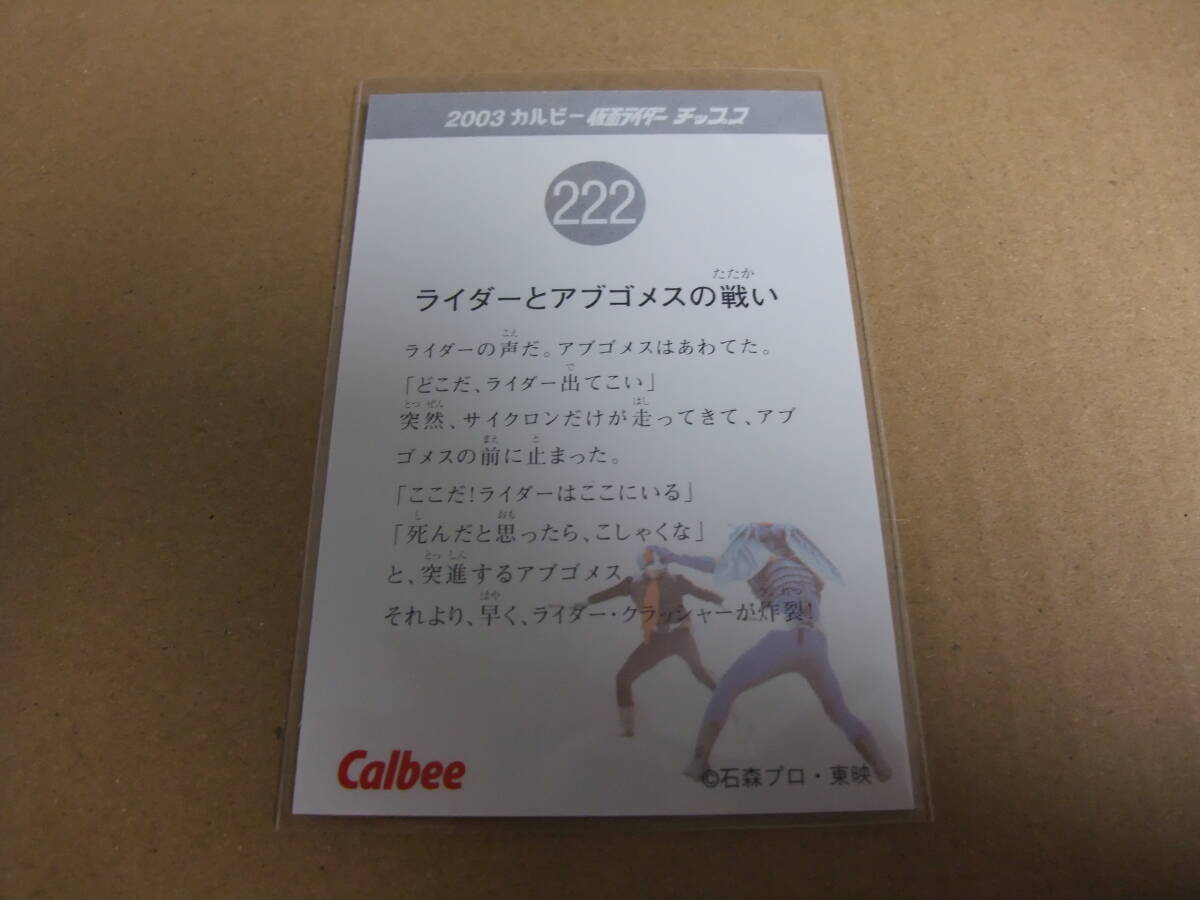 2003 カルビー 仮面ライダー チップス
222
たたか
ライダーとアブゴメスの戦い
こえ
ライダーの声だ。アブゴメスはあわてた。
で
「どこだ、ライダー出てこい」
とつ ぜん はし
突然、サイクロンだけが走ってきて、アブ
まえ と
ゴメスの前に止まった。
「ここだ!ライダーはここにいる」
し おも
「死んだと思ったら、こしゃくな」
とっ しん
と、突進するアブゴメス。
はや さくれつ
それより、早く、ライダー・クラッシャーが炸裂!
Calbee
©石森プロ・東映